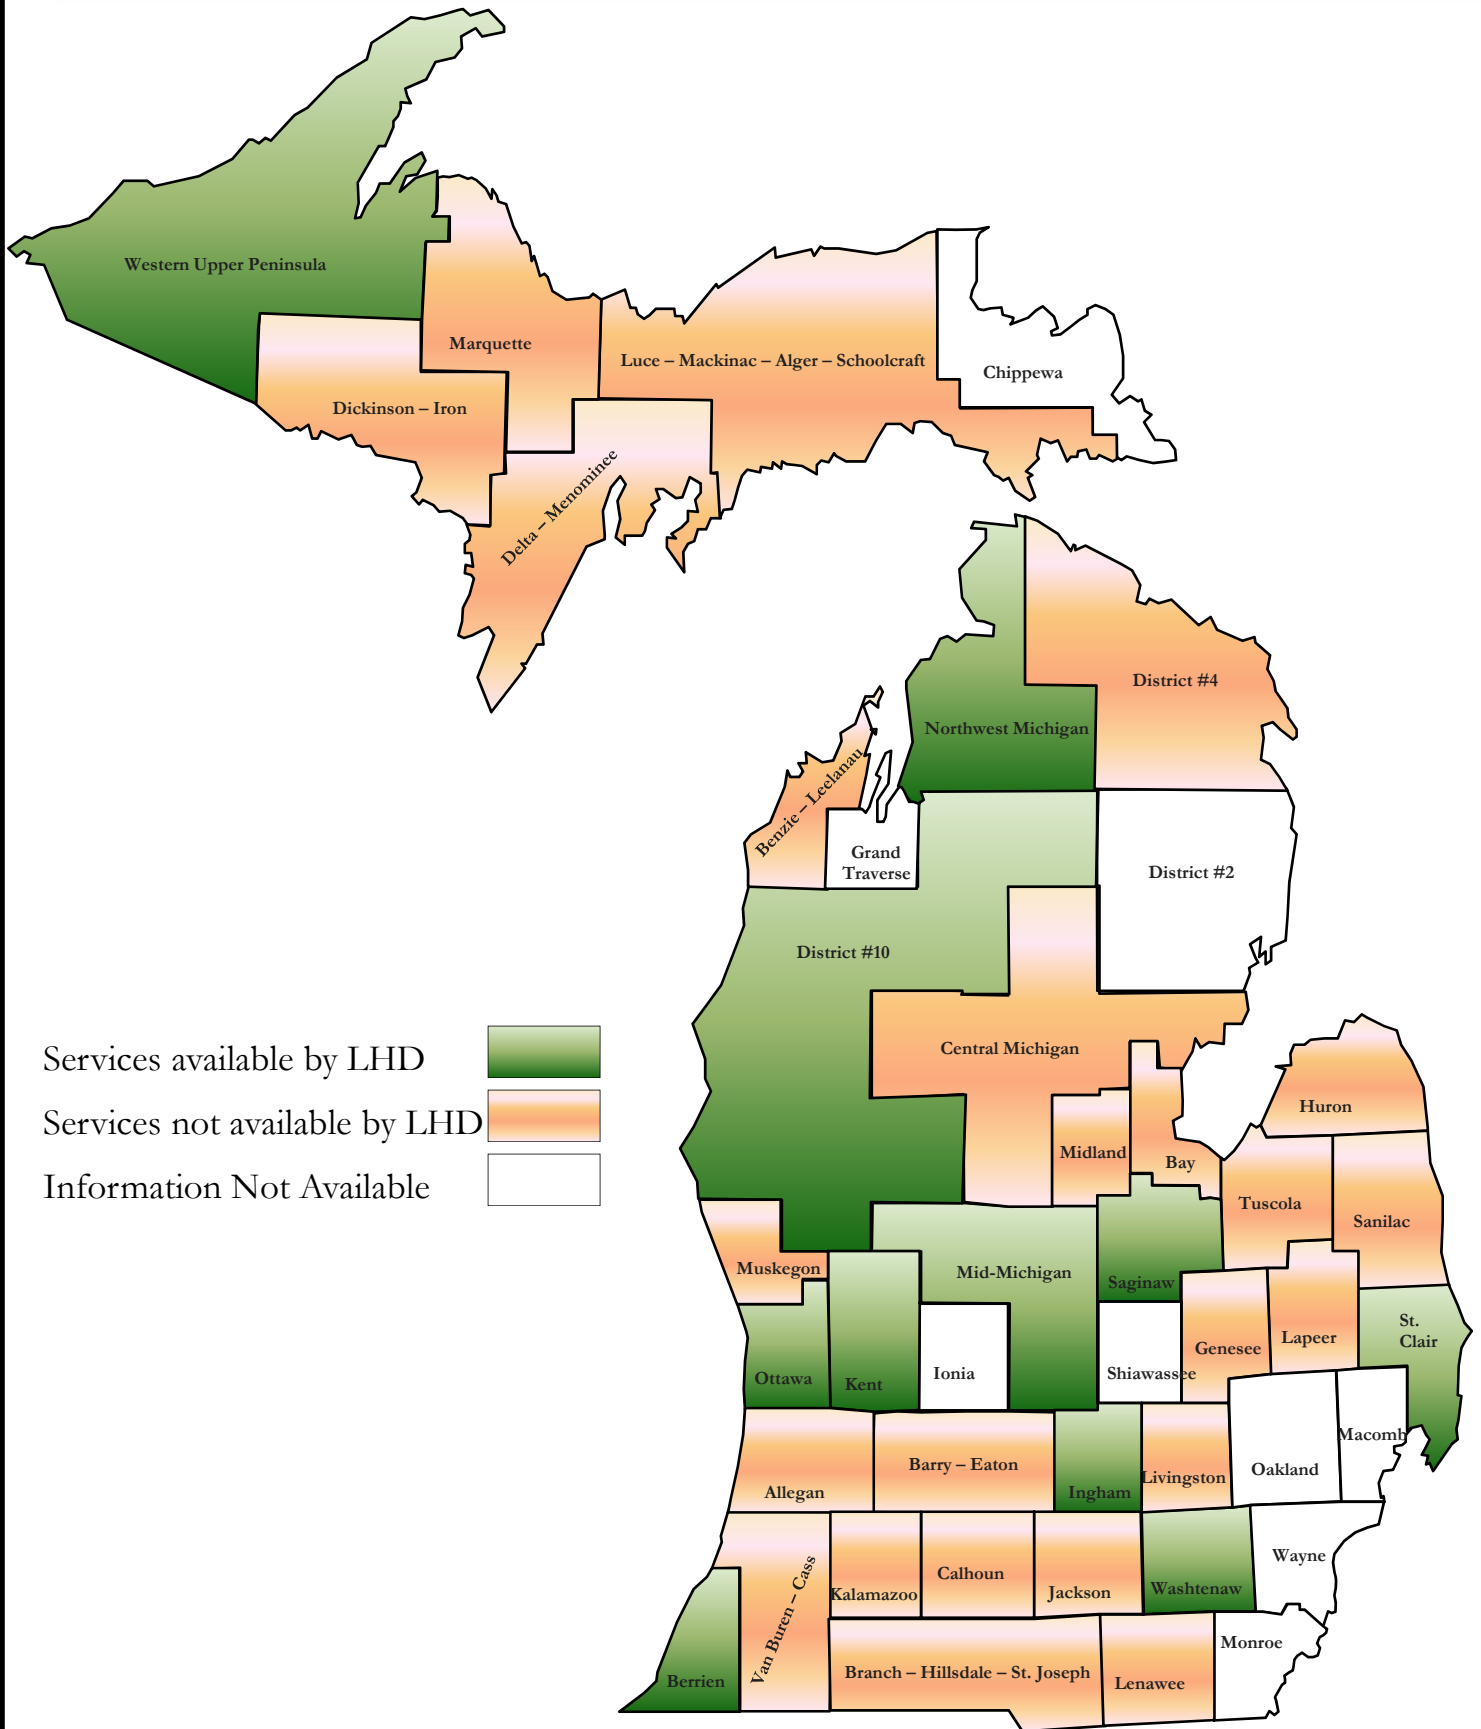 Western Upper Peninsula
Marquette
Luce – Mackinac – Alger – Schoolcraft
Chippewa
Dickinson – Iron
Delta – Menominee
District #4
Northwest Michigan
Benzie – Leelanau
Grand
Traverse
District #2
District #10
Central Michigan
Services available by LHD
Services not available by LHD
Information Not Available
Huron
Midland
Bay
Tuscola
Sanilac
Muskegon
Mid-Michigan
Saginaw
St.
Clair
Lapeer
Genesee
Ottawa
Kent
Ionia
Shiawassee
Macomb
Oakland
Barry – Eaton
Livingston
Allegan
Ingham
Wayne
Calhoun
Kalamazoo
Jackson
Washtenaw
Van Buren – Cass
Monroe
Berrien
Branch – Hillsdale – St. Joseph
Lenawee